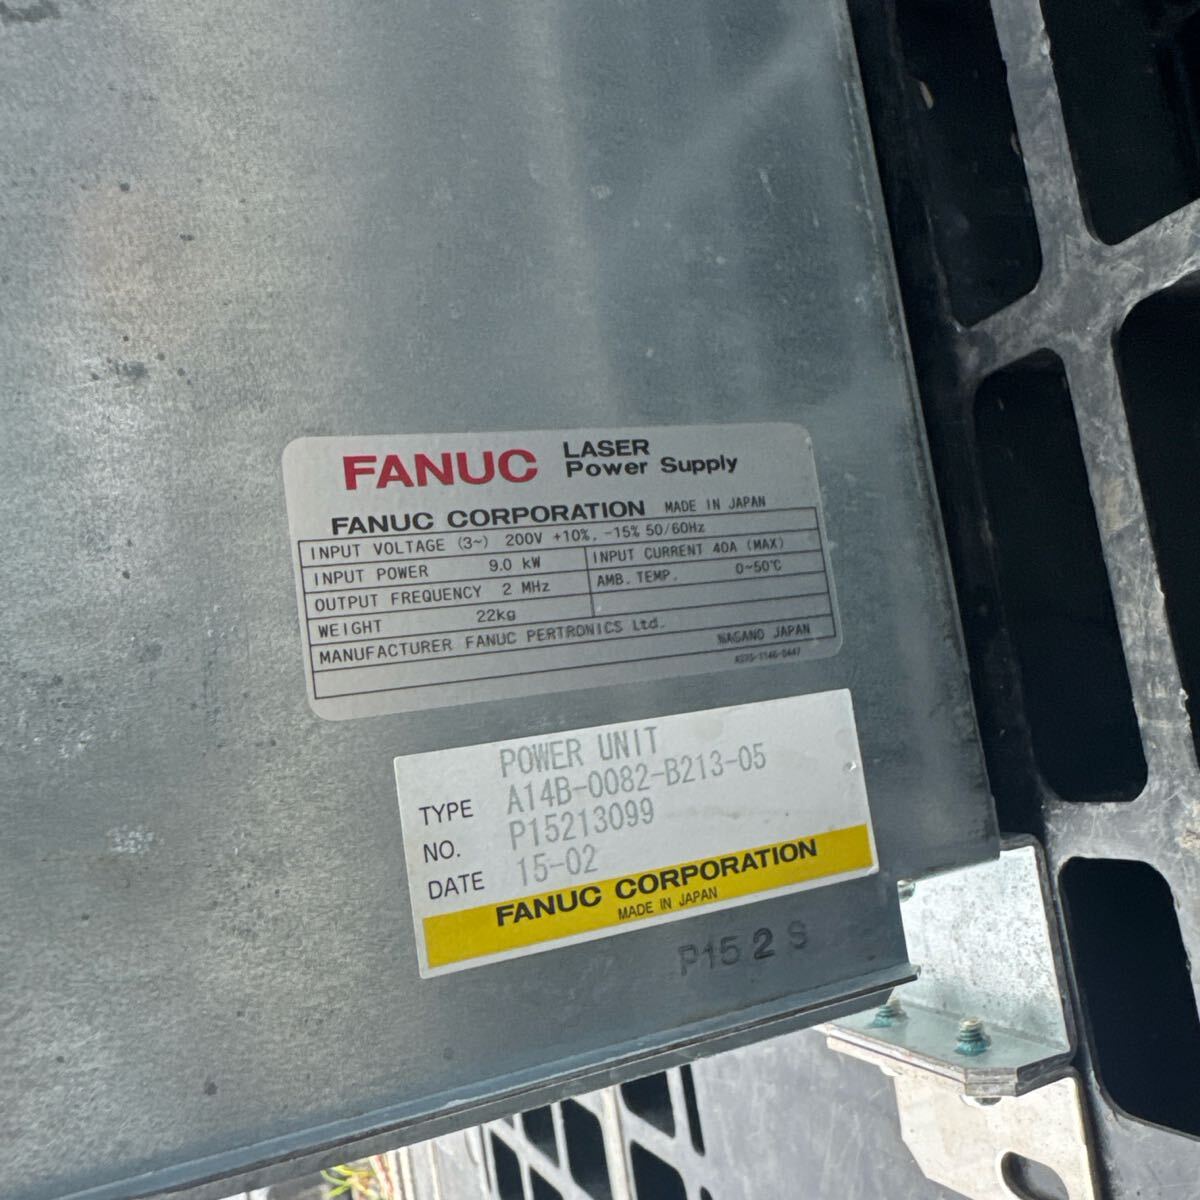 FANUC LASER Power Supply
FANUC CORPORATION MADE IN JAPAN
INPUT VOLTAGE (3~) 200V +10%, -15% 50/60Hz
INPUT POWER 9.0 kW INPUT CURRENT 40A (MAX)
OUTPUT FREQUENCY 2 MHz AMB. TEMP. 0~50℃
WEIGHT 22kg
MANUFACTURER FANUC PERTRONICS Ltd.
NAGANO JAPAN
POWER UNIT
TYPE A14B-0082-B213-05
NO. P15213099
DATE 15-02
FANUC CORPORATION
MADE IN JAPAN
P15 2 S